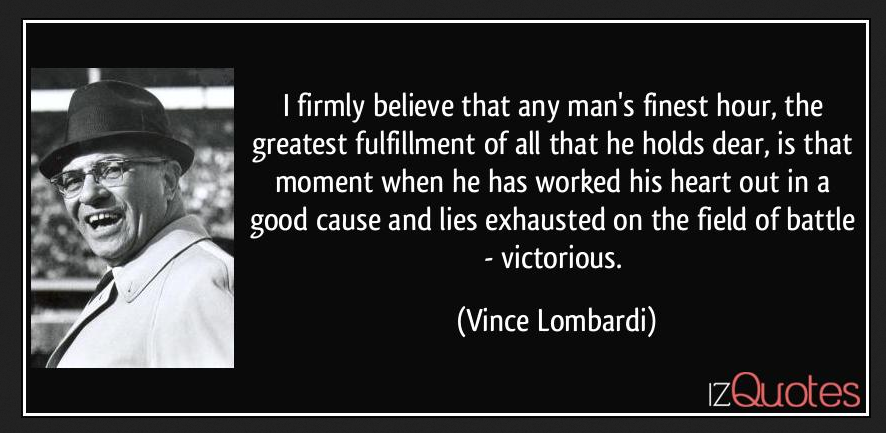 I firmly believe that any man's finest hour, the
greatest fulfillment of all that he holds dear, is that
moment when he has worked his heart out in a
good cause and lies exhausted on the field of battle
- victorious.
(Vince Lombardi)
IZQuotes